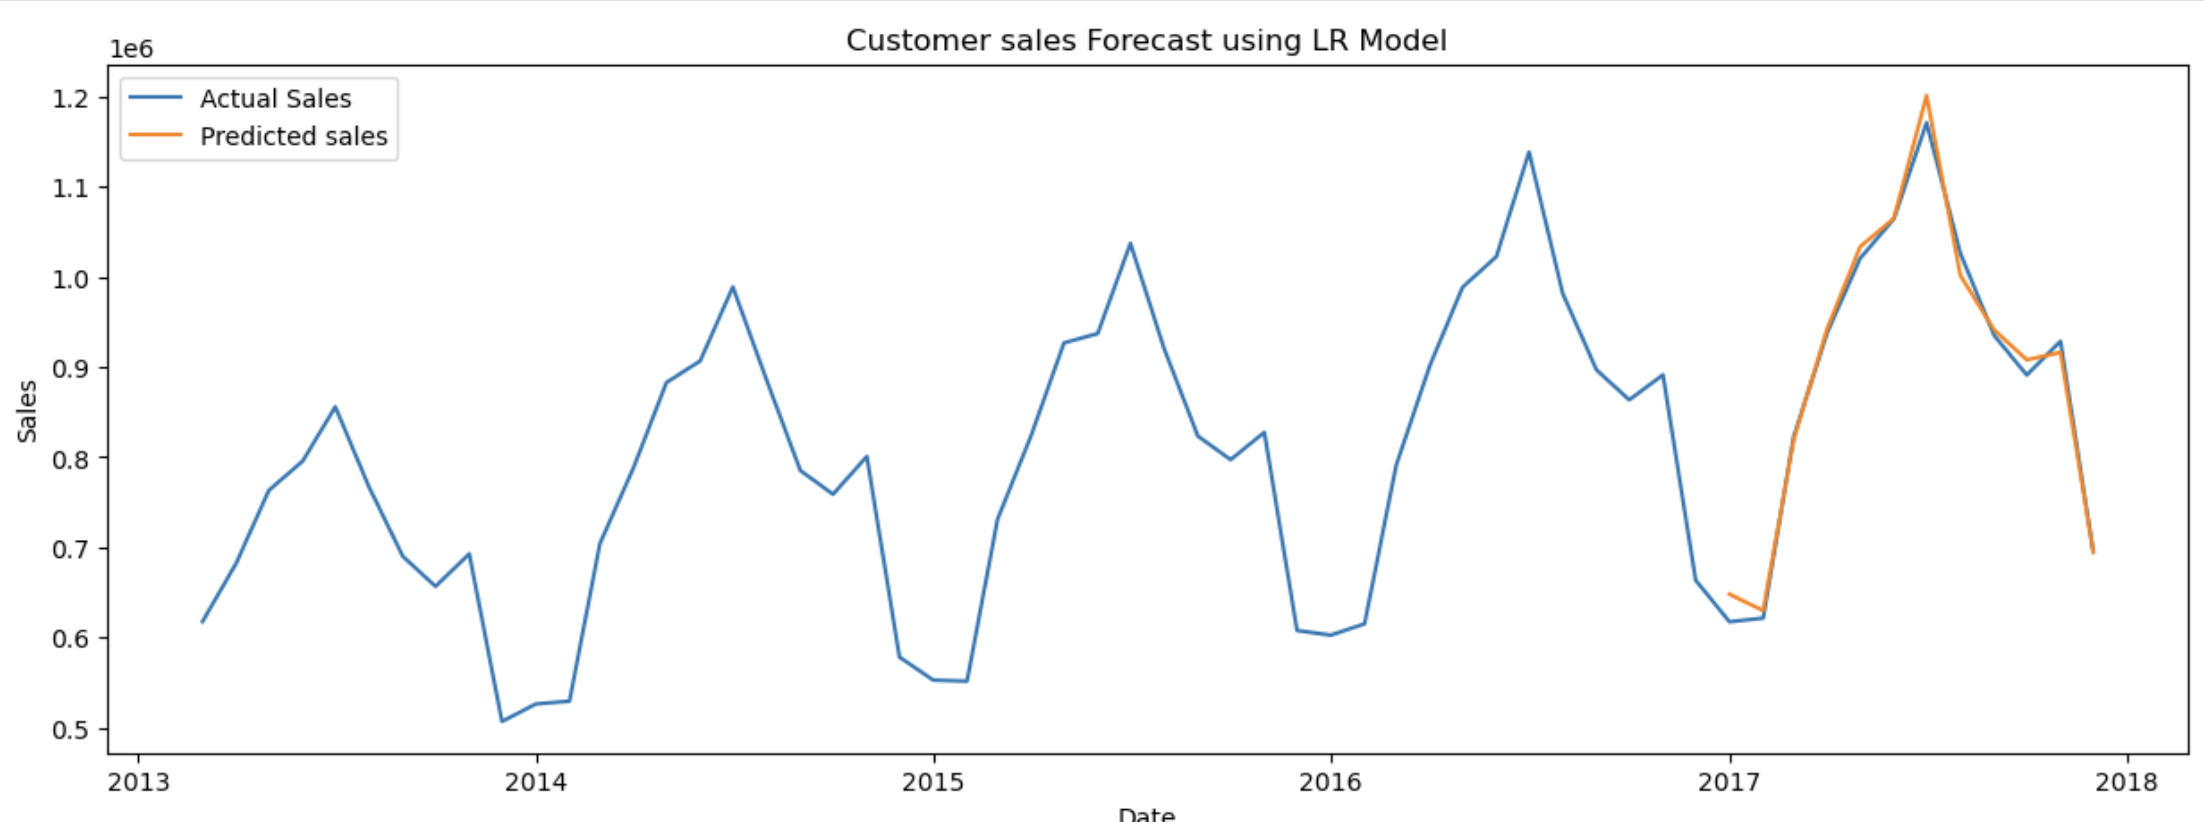 Customer sales Forecast using LR Model
1e6
Actual Sales
Predicted sales
1.2
1.1
1.0
0.9
0.8
0.7
0.6
0.5
Sales
2013 2014 2015 2016 2017 2018
Date